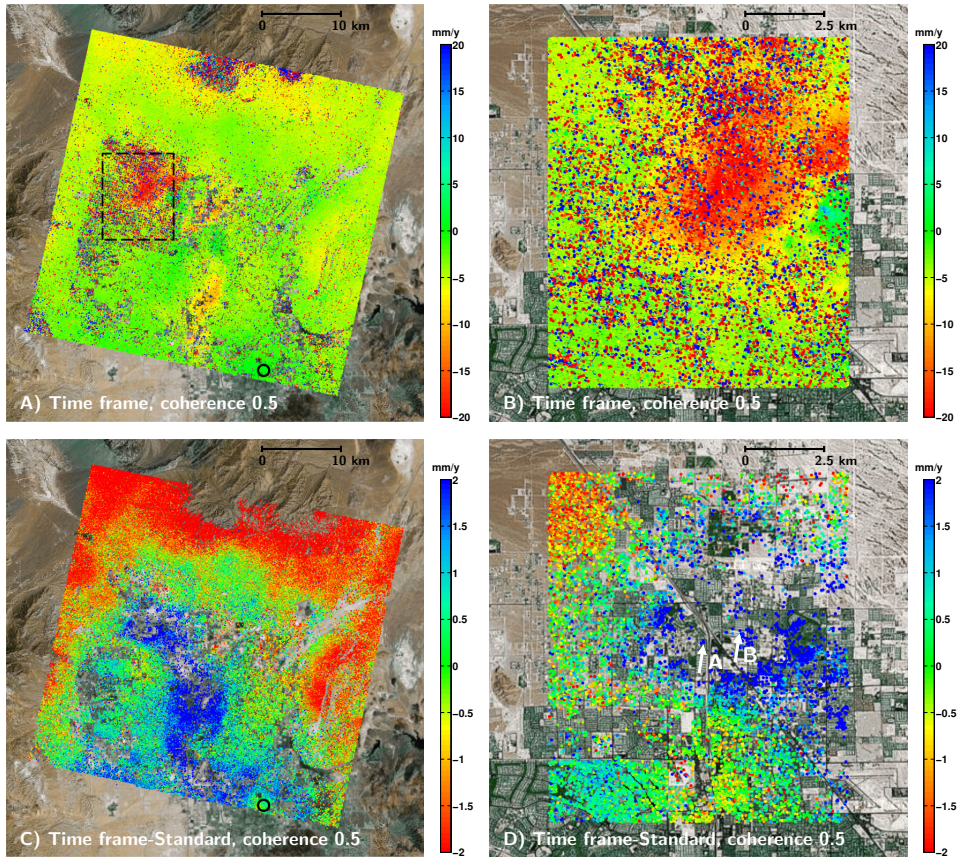 0 10 km
mm/y
20
15
10
5
0
−5
−10
−15
−20
A) Time frame, coherence 0.5
0 2.5 km
mm/y
20
15
10
5
0
−5
−10
−15
−20
B) Time frame, coherence 0.5
0 10 km
mm/y
2
1.5
1
0.5
0
−0.5
−1
−1.5
−2
C) Time frame-Standard, coherence 0.5
0 2.5 km
mm/y
2
1.5
1
0.5
0
−0.5
−1
−1.5
−2
A
B
D) Time frame-Standard, coherence 0.5